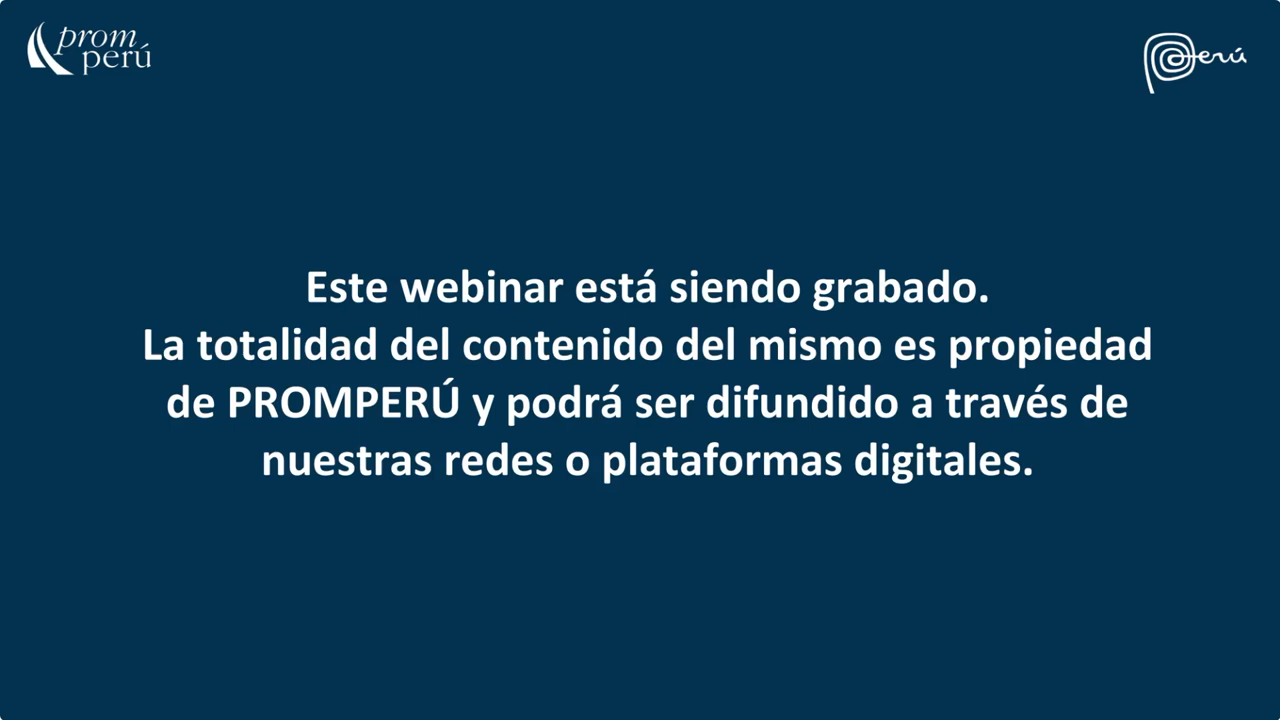 prom
perú
Perú
Este webinar está siendo grabado.
La totalidad del contenido del mismo es propiedad
de PROMPERÚ y podrá ser difundido a través de
nuestras redes o plataformas digitales.